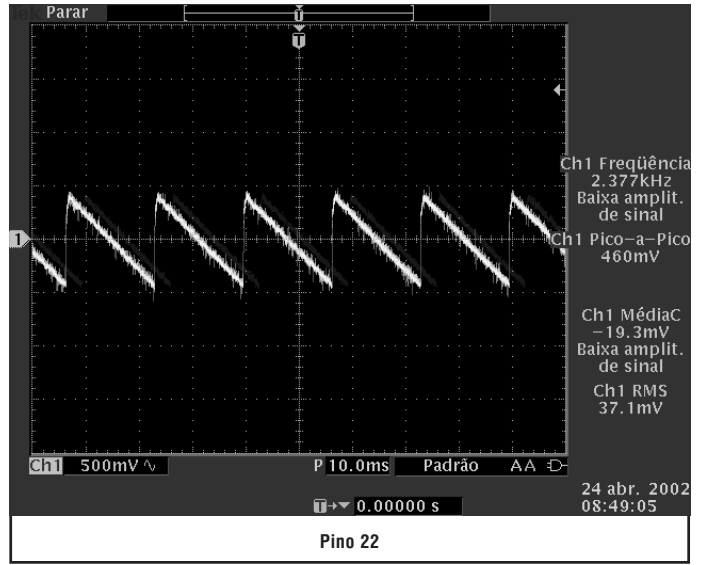 Tek Parar
T
T
1
Ch1 Freqüência
2.377kHz
Baixa amplit.
de sinal
Ch1 Pico-a-Pico
460mV
Ch1 MédiaC
-19.3mV
Baixa amplit.
de sinal
Ch1 RMS
37.1mV
Ch1 500mV P 10.0ms Padrão AA
T 0.00000 s
24 abr. 2002
08:49:05
Pino 22